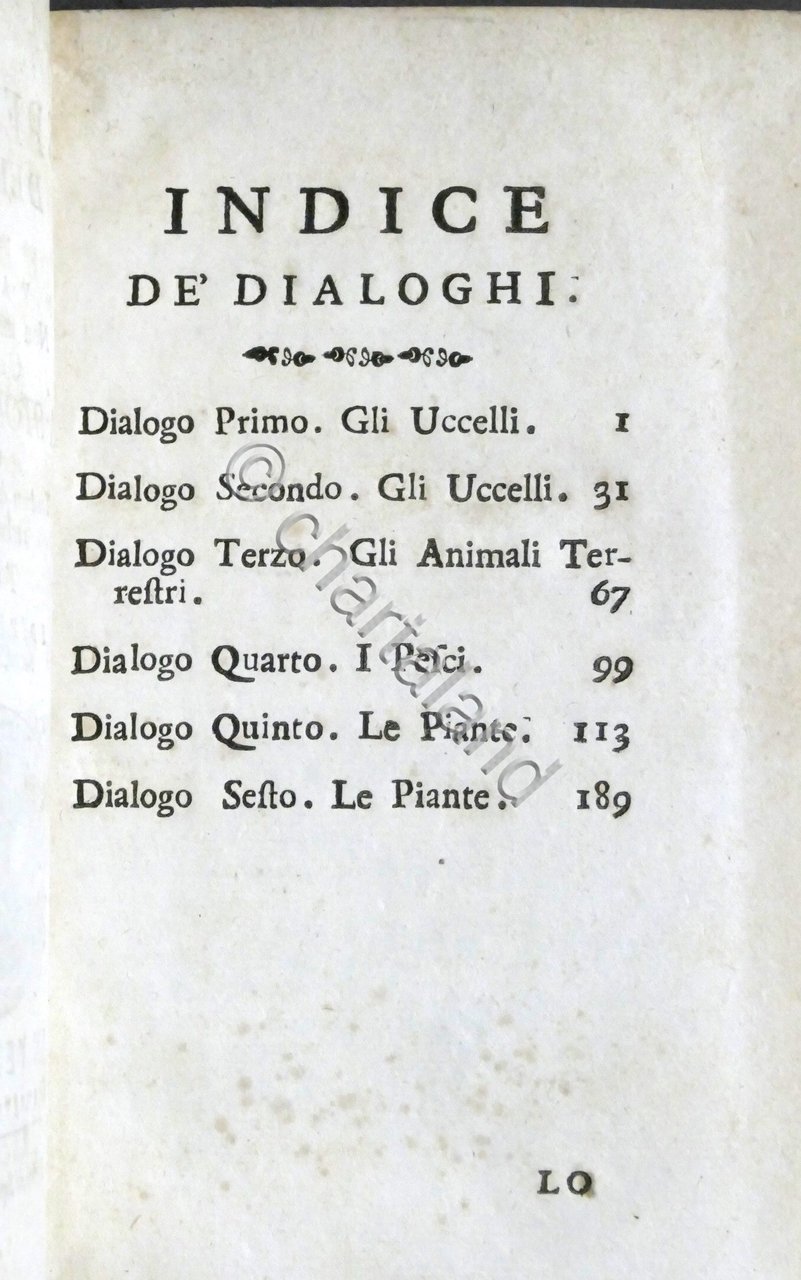 INDICE
DE' DIALOGHI.
Dialogo Primo. Gli Uccelli. 1
Dialogo Secondo. Gli Uccelli. 31
Dialogo Terzo. Gli Animali Ter-
reſtri. 67
Dialogo Quarto. I Peſci. 99
Dialogo Quinto. Le Piante. 113
Dialogo Seſto. Le Piante. 189
LO
© chartaland